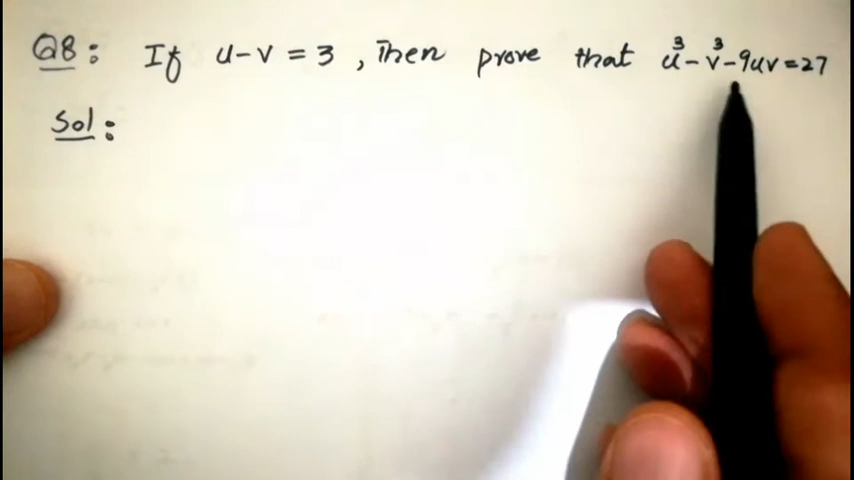 Q8: If u-v = 3, Then prove that u³-v³-9uv=27
Sol: